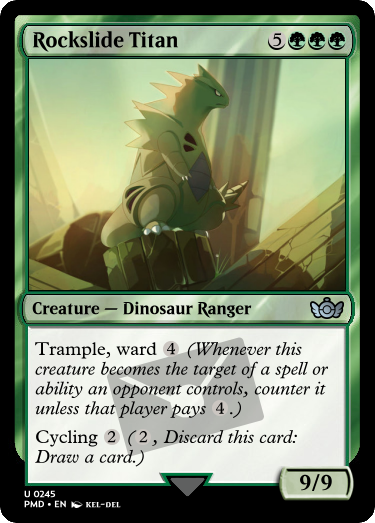 Rockslide Titan 5
Creature — Dinosaur Ranger
Trample, ward 4 (Whenever this
creature becomes the target of a spell or
ability an opponent controls, counter it
unless that player pays 4.)
Cycling 2 (2, Discard this card:
Draw a card.)
9/9
U 0245
PMD • EN KEL-DEL